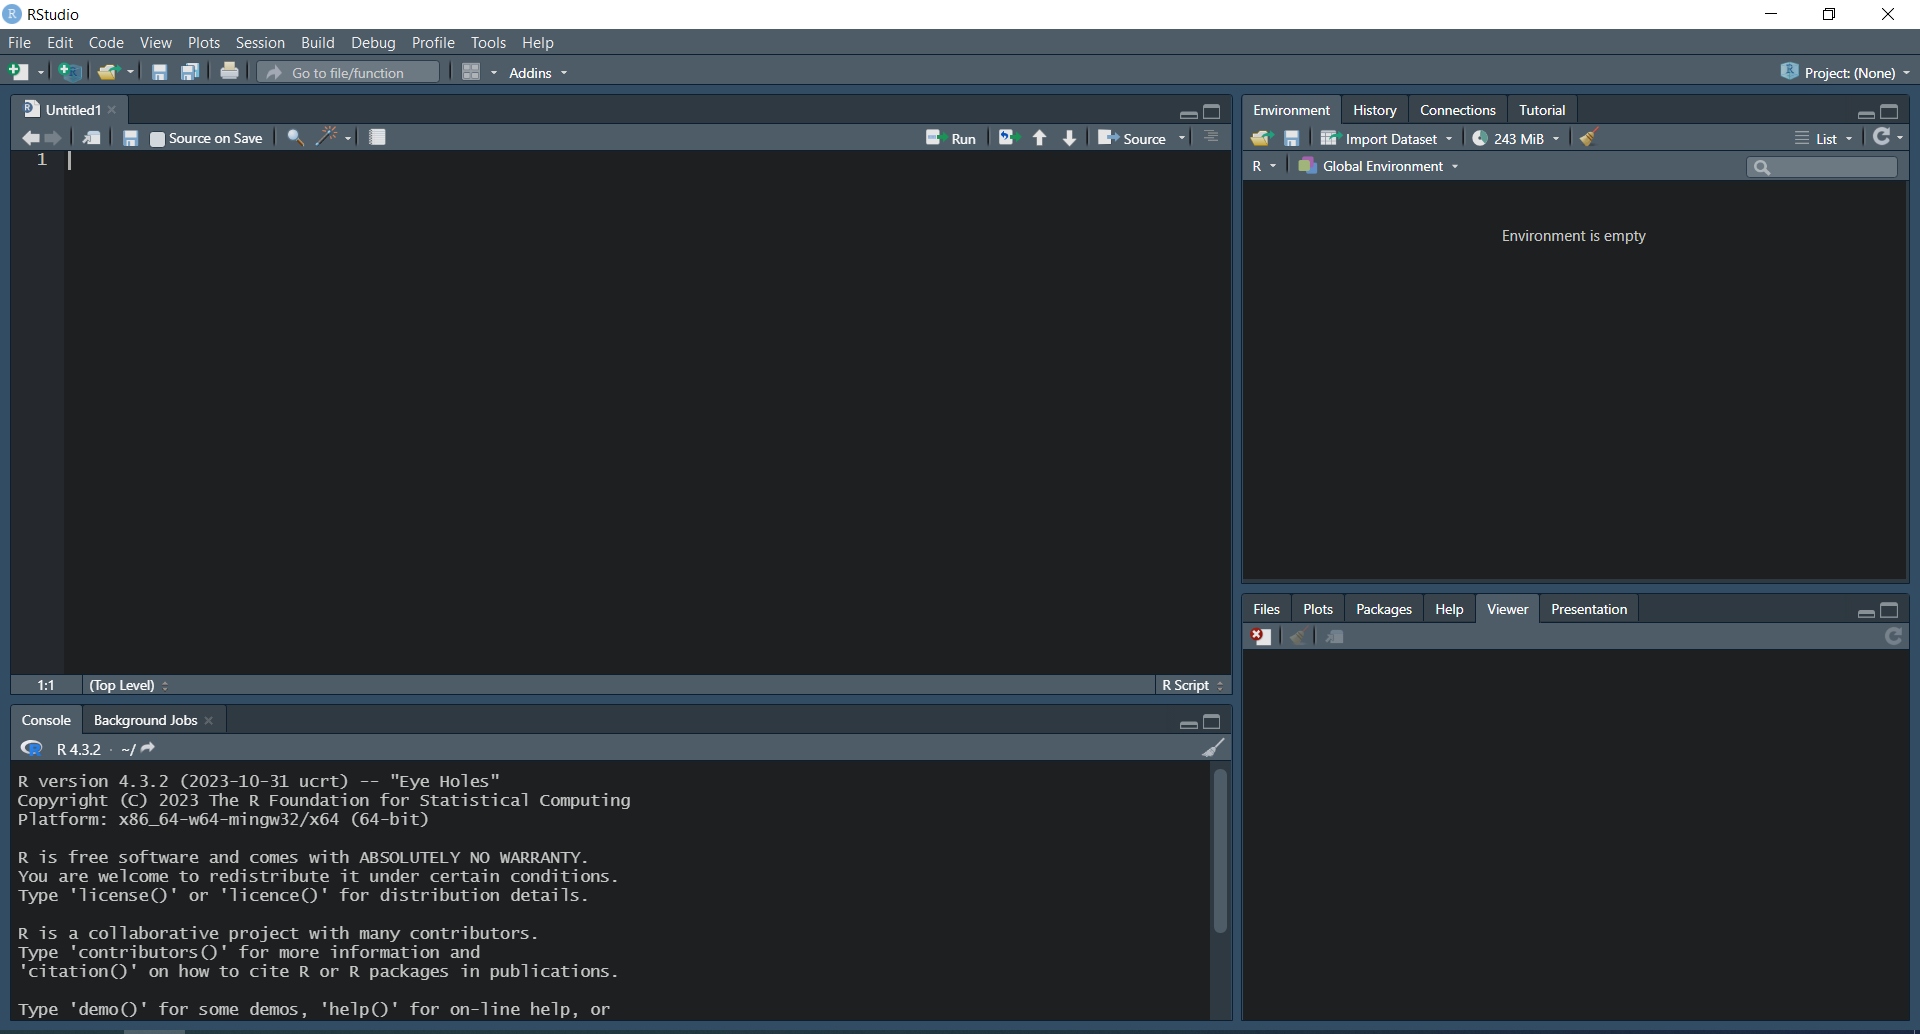 RStudio
File Edit Code View Plots Session Build Debug Profile Tools Help
Go to file/function Addins Project: (None)
Untitled1
Source on Save Run Source
1
1:1 (Top Level) R Script
Console Background Jobs
R 4.3.2 · ~/
R version 4.3.2 (2023-10-31 ucrt) -- "Eye Holes"
Copyright (C) 2023 The R Foundation for Statistical Computing
Platform: x86_64-w64-mingw32/x64 (64-bit)
R is free software and comes with ABSOLUTELY NO WARRANTY.
You are welcome to redistribute it under certain conditions.
Type 'license()' or 'licence()' for distribution details.
R is a collaborative project with many contributors.
Type 'contributors()' for more information and
'citation()' on how to cite R or R packages in publications.
Type 'demo()' for some demos, 'help()' for on-line help, or
Environment History Connections Tutorial
Import Dataset 243 MiB List
R Global Environment
Environment is empty
Files Plots Packages Help Viewer Presentation